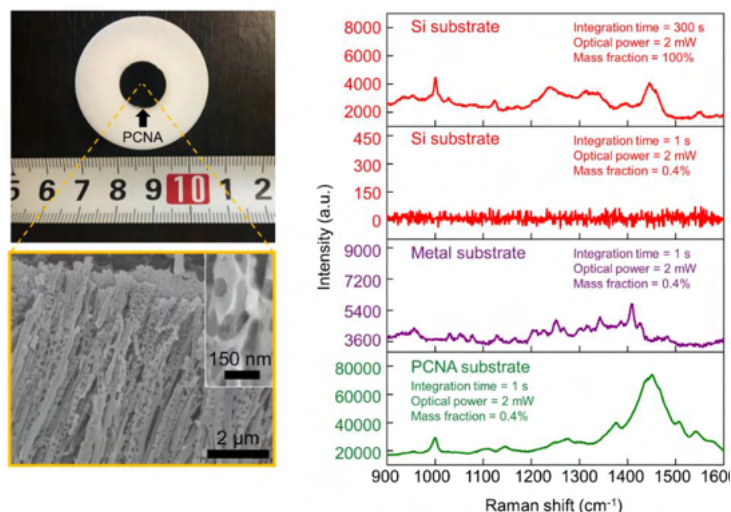 PCNA
5 6 7 8 9 10 1 2
150 nm
2 μm
Intensity (a.u.)
8000
6000
4000
2000
Si substrate
Integration time = 300 s
Optical power = 2 mW
Mass fraction = 100%
450
300
150
0
Si substrate
Integration time = 1 s
Optical power = 2 mW
Mass fraction = 0.4%
9000
7200
5400
3600
Metal substrate
Integration time = 1 s
Optical power = 2 mW
Mass fraction = 0.4%
80000
60000
40000
20000
PCNA substrate
Integration time = 1 s
Optical power = 2 mW
Mass fraction = 0.4%
900 1000 1100 1200 1300 1400 1500 1600
Raman shift (cm⁻¹)